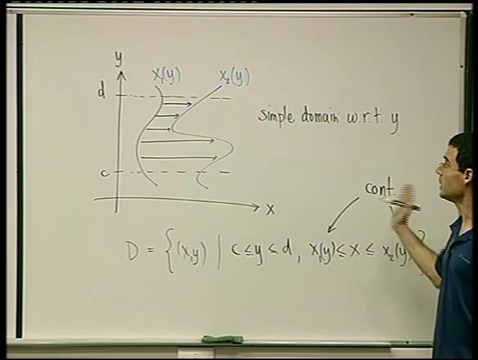 y
x₁(y) x₂(y)
d
simple domain w.r.t. y
c
x
cont.
D = { (x,y) | c ≤ y ≤ d, x₁(y) ≤ x ≤ x₂(y) }